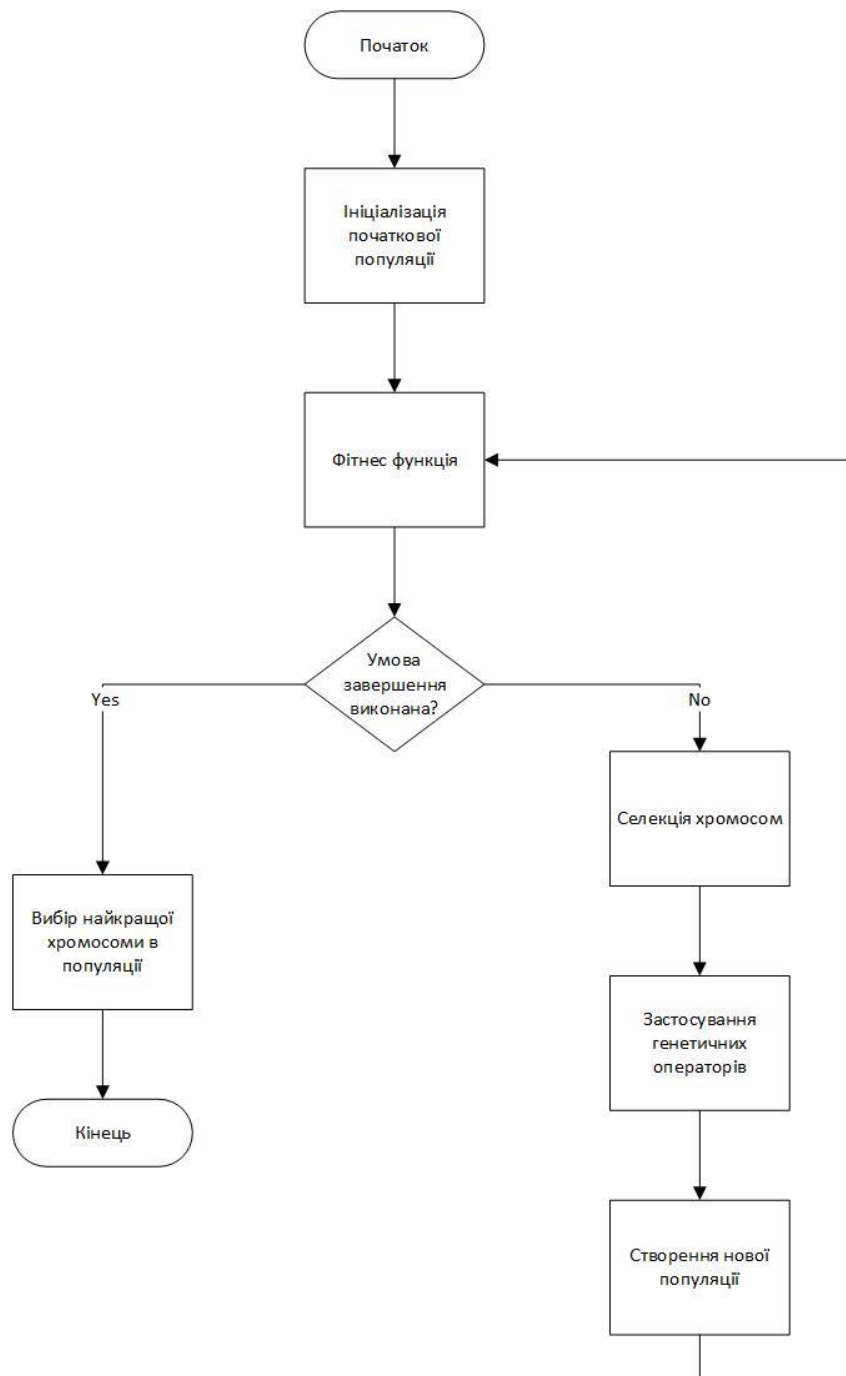 Початок
Ініціалізація
початкової
популяції
Фітнес функція
Умова
завершення
виконана?
Yes
No
Селекція хромосом
Вибір найкращої
хромосоми в
популяції
Застосування
генетичних
операторів
Кінець
Створення нової
популяції